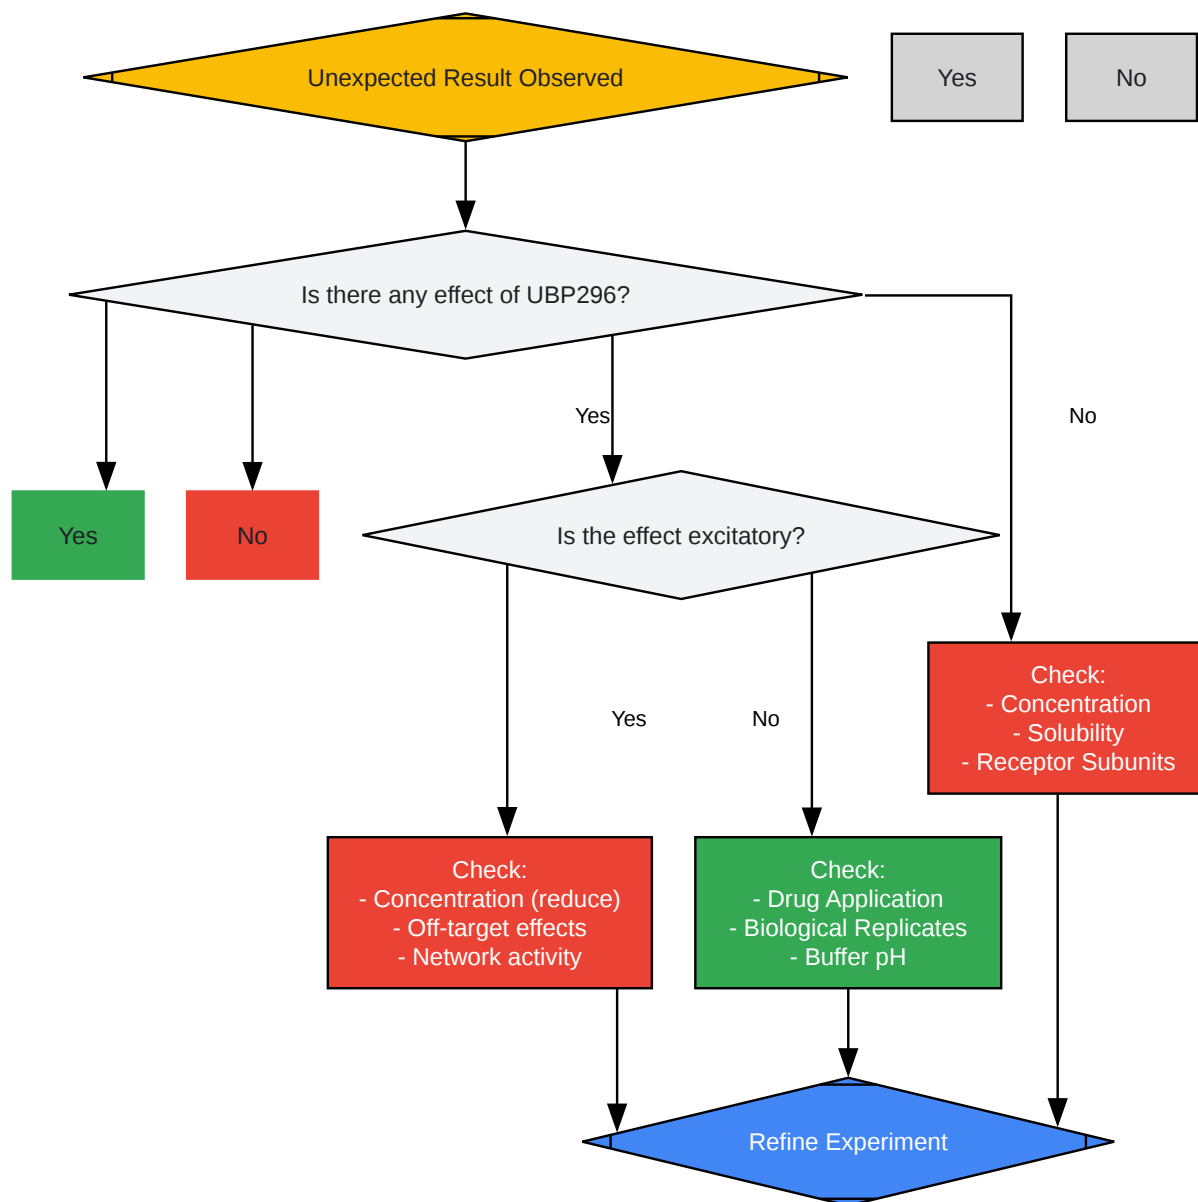 Unexpected Result Observed
Yes
No
Is there any effect of UBP296?
Yes
No
Yes
No
Is the effect excitatory?
Check:
- Concentration
- Solubility
- Receptor Subunits
Yes
No
Check:
- Concentration (reduce)
- Off-target effects
- Network activity
Check:
- Drug Application
- Biological Replicates
- Buffer pH
Refine Experiment